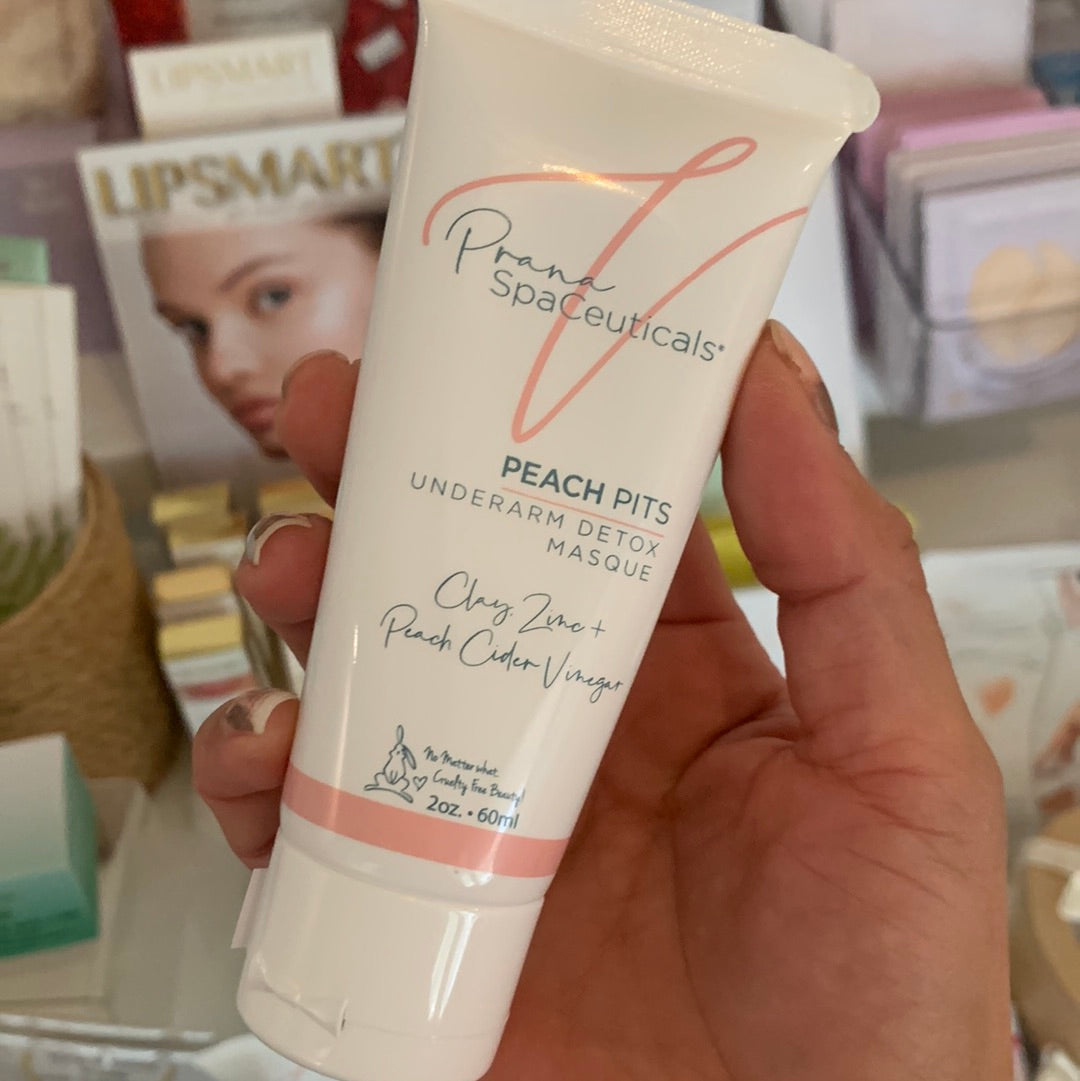 LIPSMART
LIPSMART
Prana
SpaCeuticals
PEACH PITS
UNDERARM DETOX
MASQUE
Clay, Zinc +
Peach Cider Vinegar
No Matter what
Cruelty Free Beauty
2oz. • 60ml